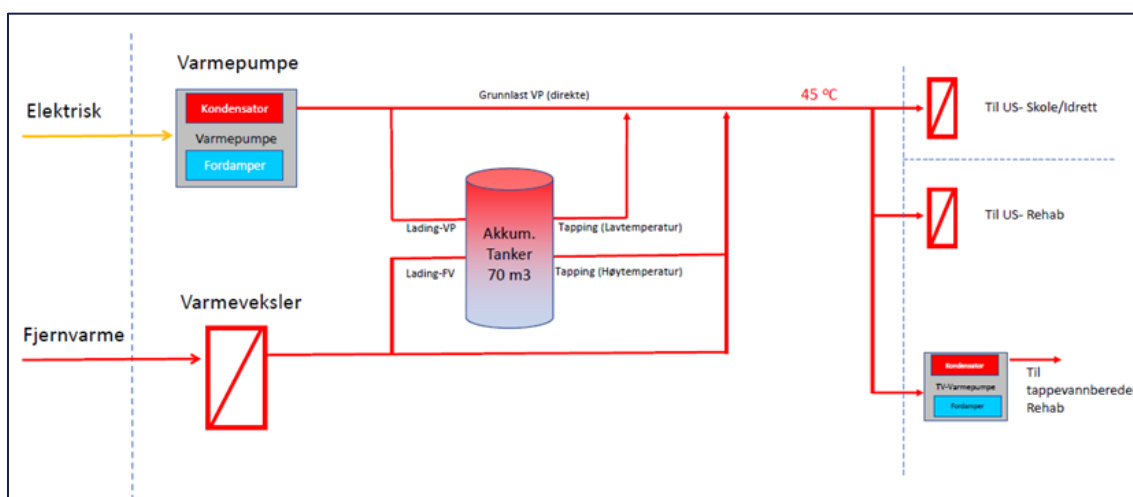 Varmepumpe
Elektrisk
Kondensator
Varmepumpe
Fordamper
Grunnlast VP (direkte)
45 °C
Til US- Skole/Idrett
Lading-VP
Akkum.
Tanker
70 m3
Tapping (Lavtemperatur)
Til US- Rehab
Lading-FV
Tapping (Høytemperatur)
Varmeveksler
Fjernvarme
Kondensator
TV-Varmepumpe
Fordamper
Til
tappevannbereder
Rehab